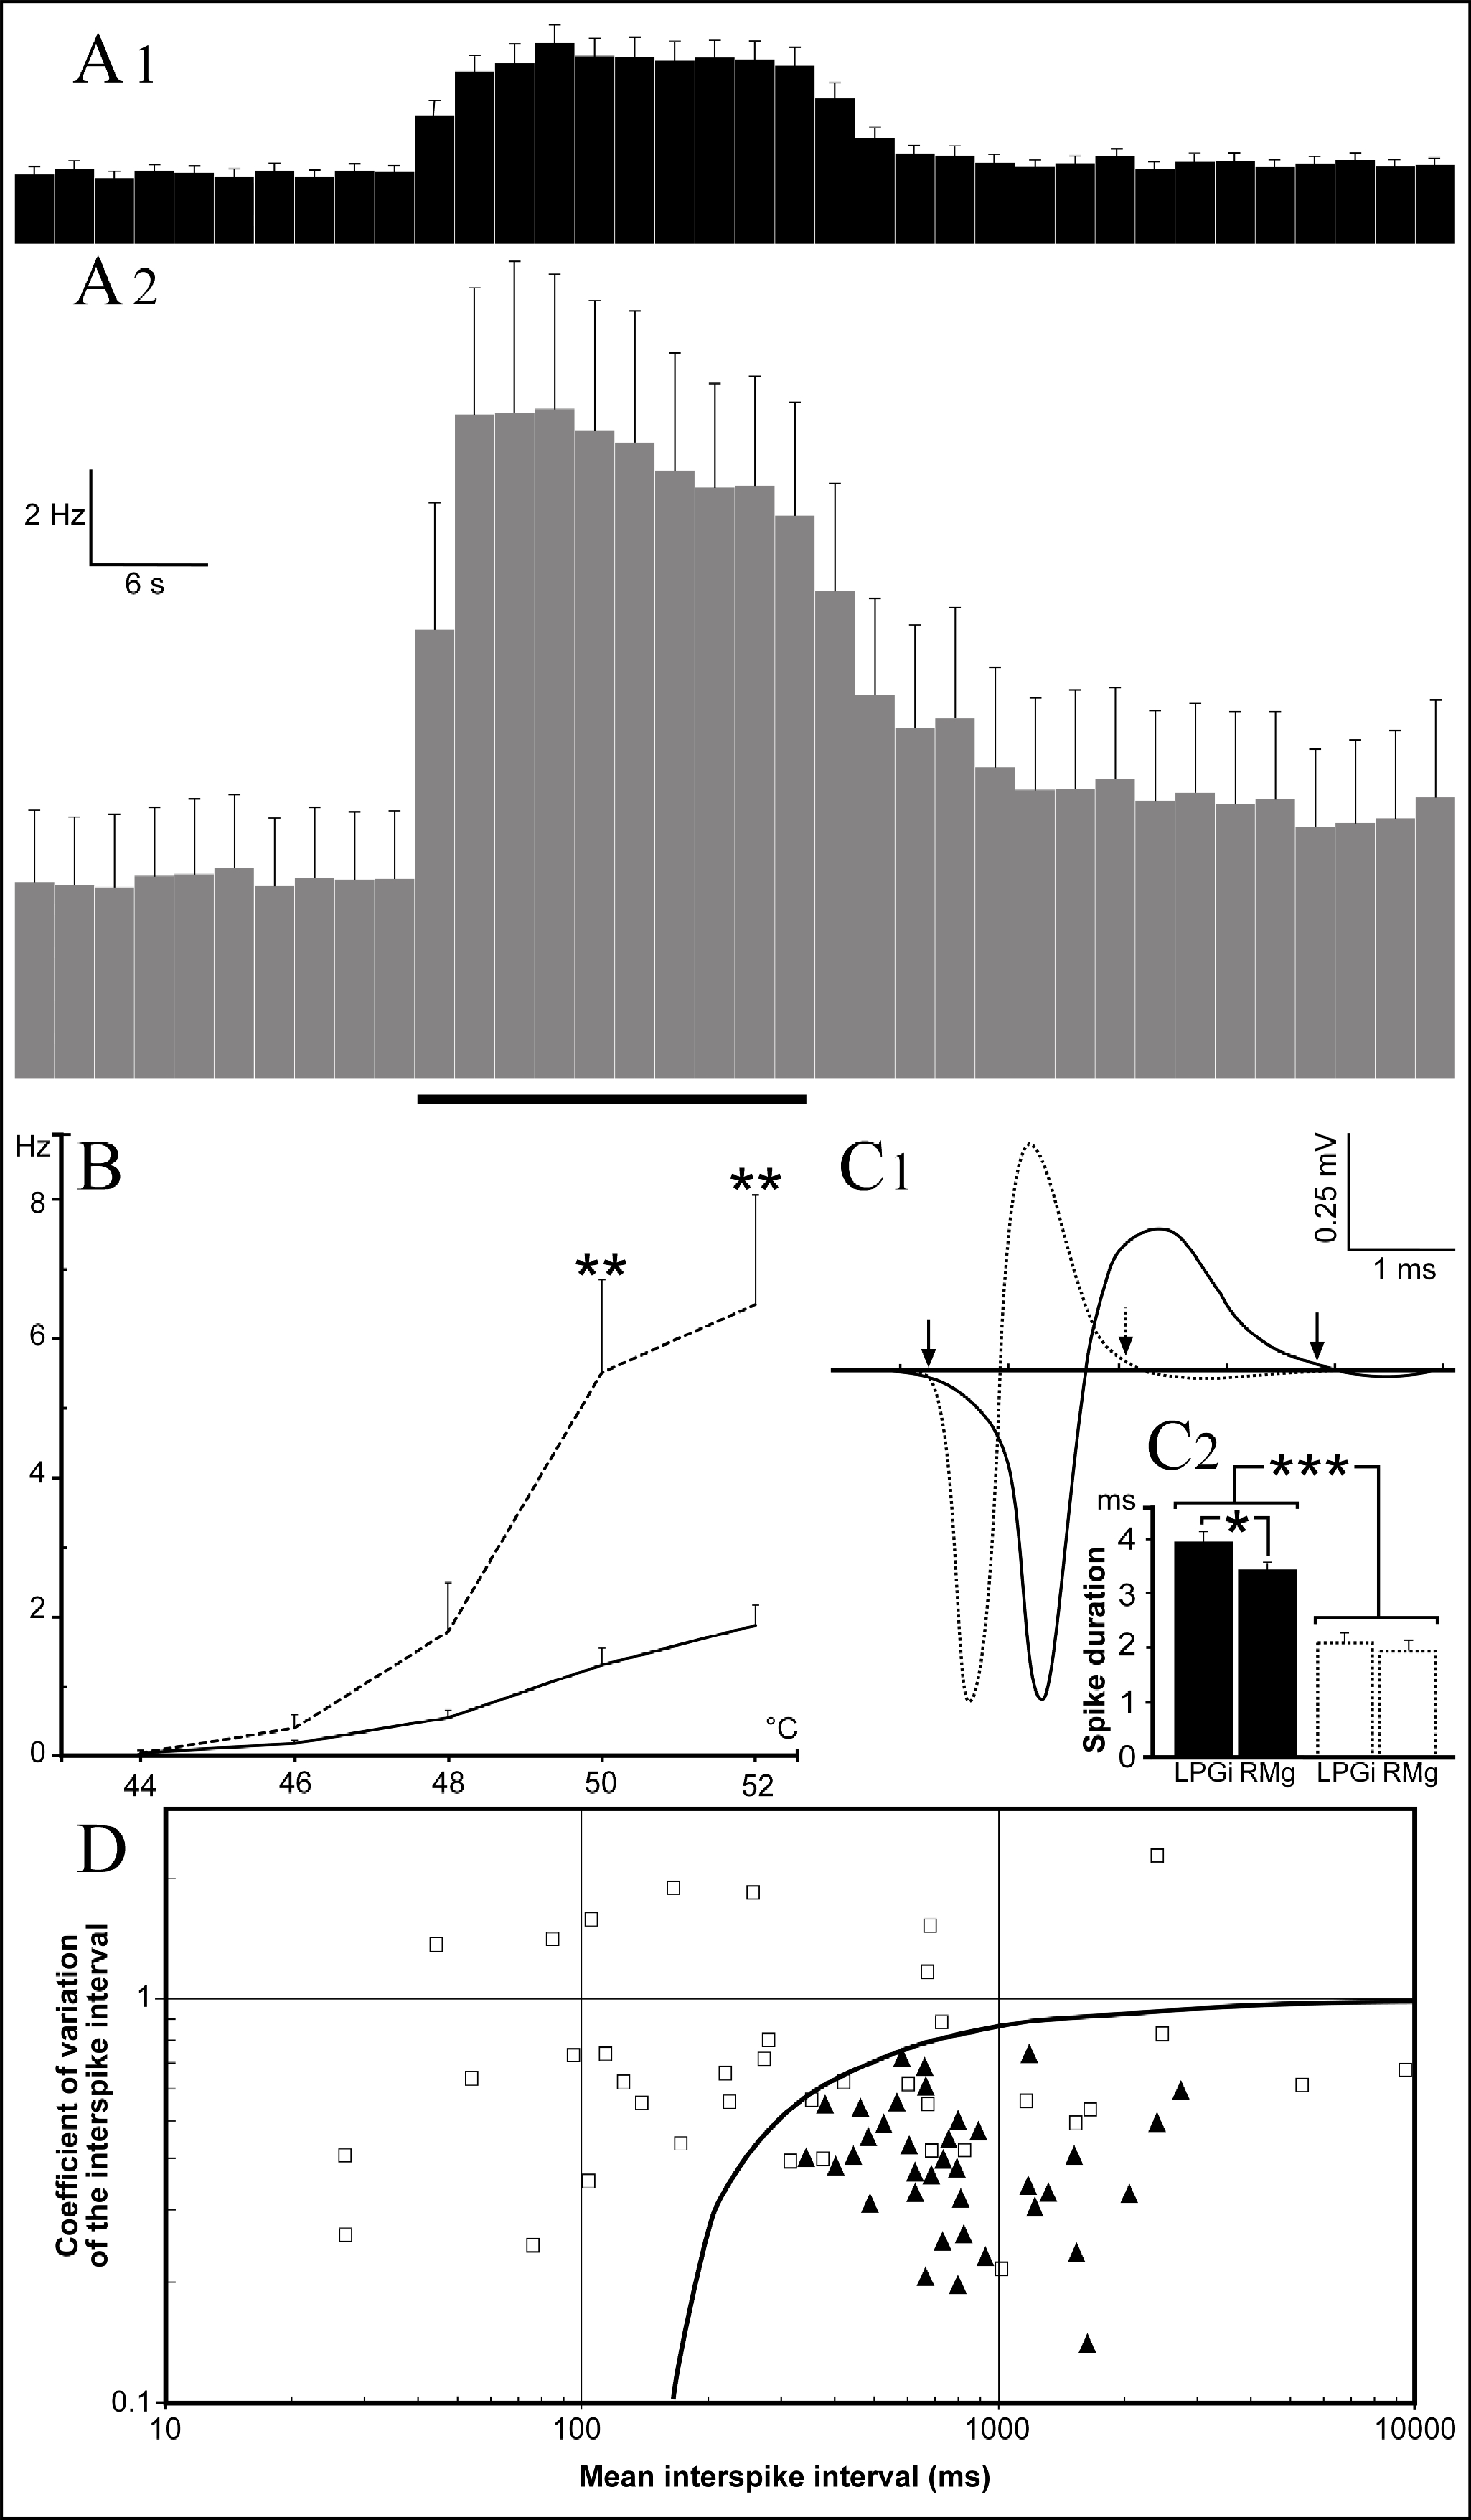 A1
A2
2 Hz
6 s
Hz
B
**
**
8
6
4
2
0
°C
44 46 48 50 52
C1
0.25 mV
1 ms
C2
***
*
ms
Spike duration
4
3
2
1
0
LPGi RMg LPGi RMg
D
Coefficient of variation
of the interspike interval
1
0.1
10 100 1000 10000
Mean interspike interval (ms)